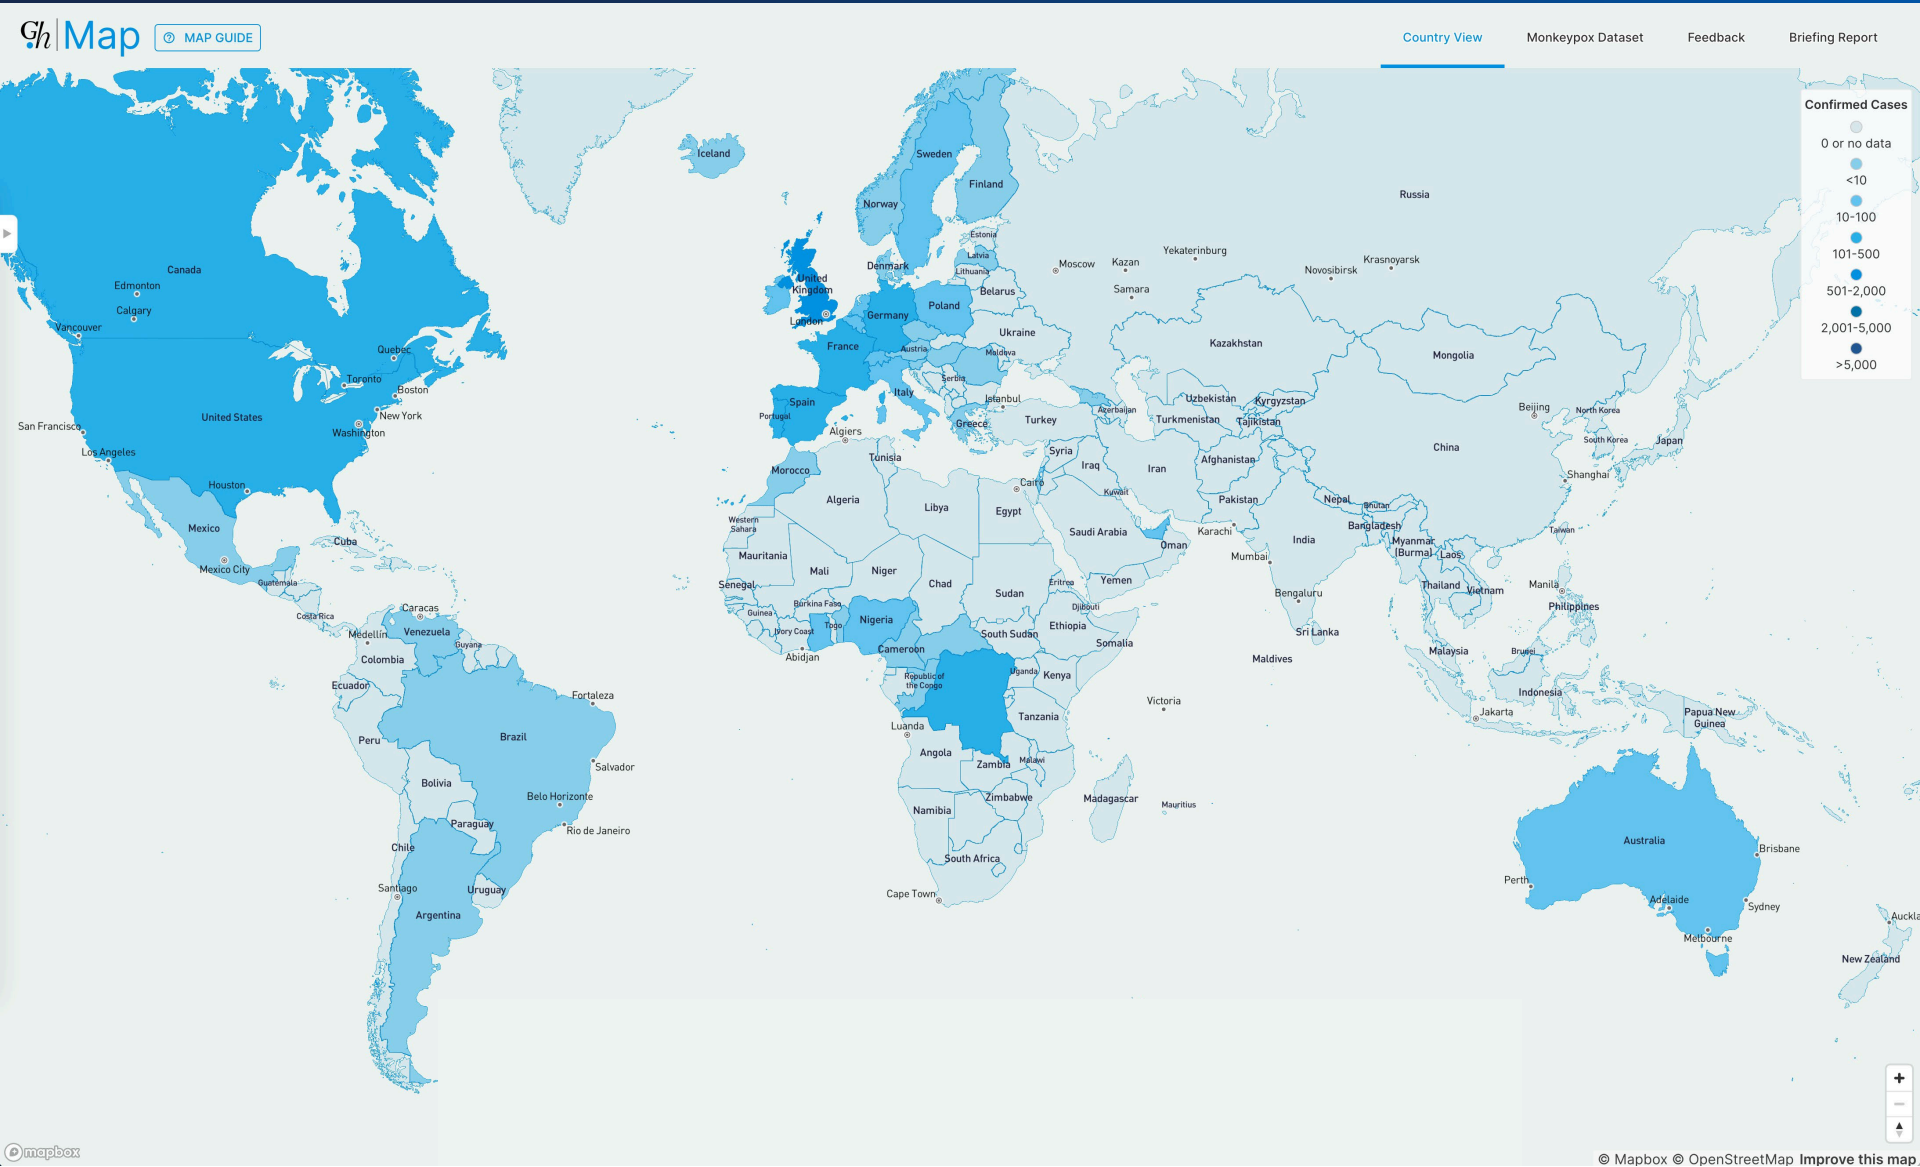 Gh Map
MAP GUIDE
Country View
Monkeypox Dataset
Feedback
Briefing Report
Confirmed Cases
0 or no data
<10
10-100
101-500
501-2,000
2,001-5,000
>5,000
Iceland
Sweden
Finland
Norway
Russia
Estonia
Latvia
Lithuania
Denmark
Moscow
Kazan
Yekaterinburg
Novosibirsk
Krasnoyarsk
Samara
Canada
Edmonton
Calgary
Vancouver
Quebec
Toronto
Boston
New York
Washington
United States
San Francisco
Los Angeles
Houston
United
Kingdom
London
Belarus
Poland
Germany
Ukraine
France
Austria
Moldova
Kazakhstan
Mongolia
Serbia
Italy
Spain
Portugal
Istanbul
Greece
Turkey
Azerbaijan
Uzbekistan
Kyrgyzstan
Turkmenistan
Tajikistan
Beijing
North Korea
South Korea
Japan
China
Shanghai
Algiers
Tunisia
Morocco
Algeria
Libya
Cairo
Egypt
Syria
Iraq
Iran
Kuwait
Afghanistan
Pakistan
Nepal
Bhutan
Bangladesh
Karachi
India
Mumbai
Myanmar
(Burma)
Laos
Taiwan
Saudi Arabia
Oman
Yemen
Western
Sahara
Mauritania
Mali
Niger
Chad
Sudan
Eritrea
Djibouti
Senegal
Guinea
Burkina Faso
Ivory Coast
Togo
Nigeria
Abidjan
Cameroon
South Sudan
Ethiopia
Somalia
Mexico
Mexico City
Cuba
Guatemala
Costa Rica
Caracas
Medellín
Venezuela
Guyana
Colombia
Ecuador
Fortaleza
Peru
Brazil
Salvador
Bolivia
Belo Horizonte
Rio de Janeiro
Paraguay
Chile
Santiago
Uruguay
Argentina
Bengaluru
Sri Lanka
Maldives
Thailand
Vietnam
Manila
Philippines
Malaysia
Brunei
Indonesia
Jakarta
Papua New
Guinea
Republic of
the Congo
Uganda
Kenya
Victoria
Luanda
Tanzania
Angola
Zambia
Malawi
Zimbabwe
Namibia
Madagascar
Mauritius
South Africa
Cape Town
Australia
Brisbane
Perth
Adelaide
Sydney
Melbourne
Auckla
New Zealand
mapbox
© Mapbox © OpenStreetMap Improve this map